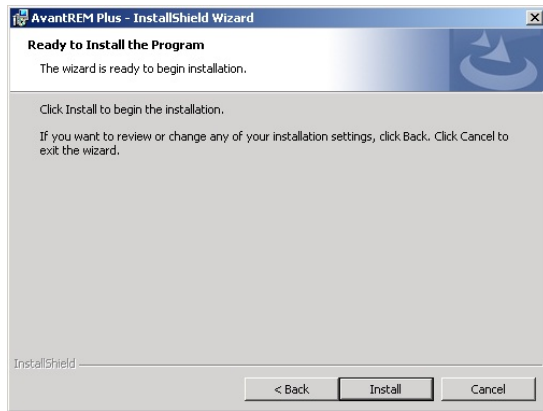 AvantREM Plus - InstallShield Wizard
Ready to Install the Program
The wizard is ready to begin installation.
Click Install to begin the installation.
If you want to review or change any of your installation settings, click Back. Click Cancel to
exit the wizard.
InstallShield
< Back Install Cancel